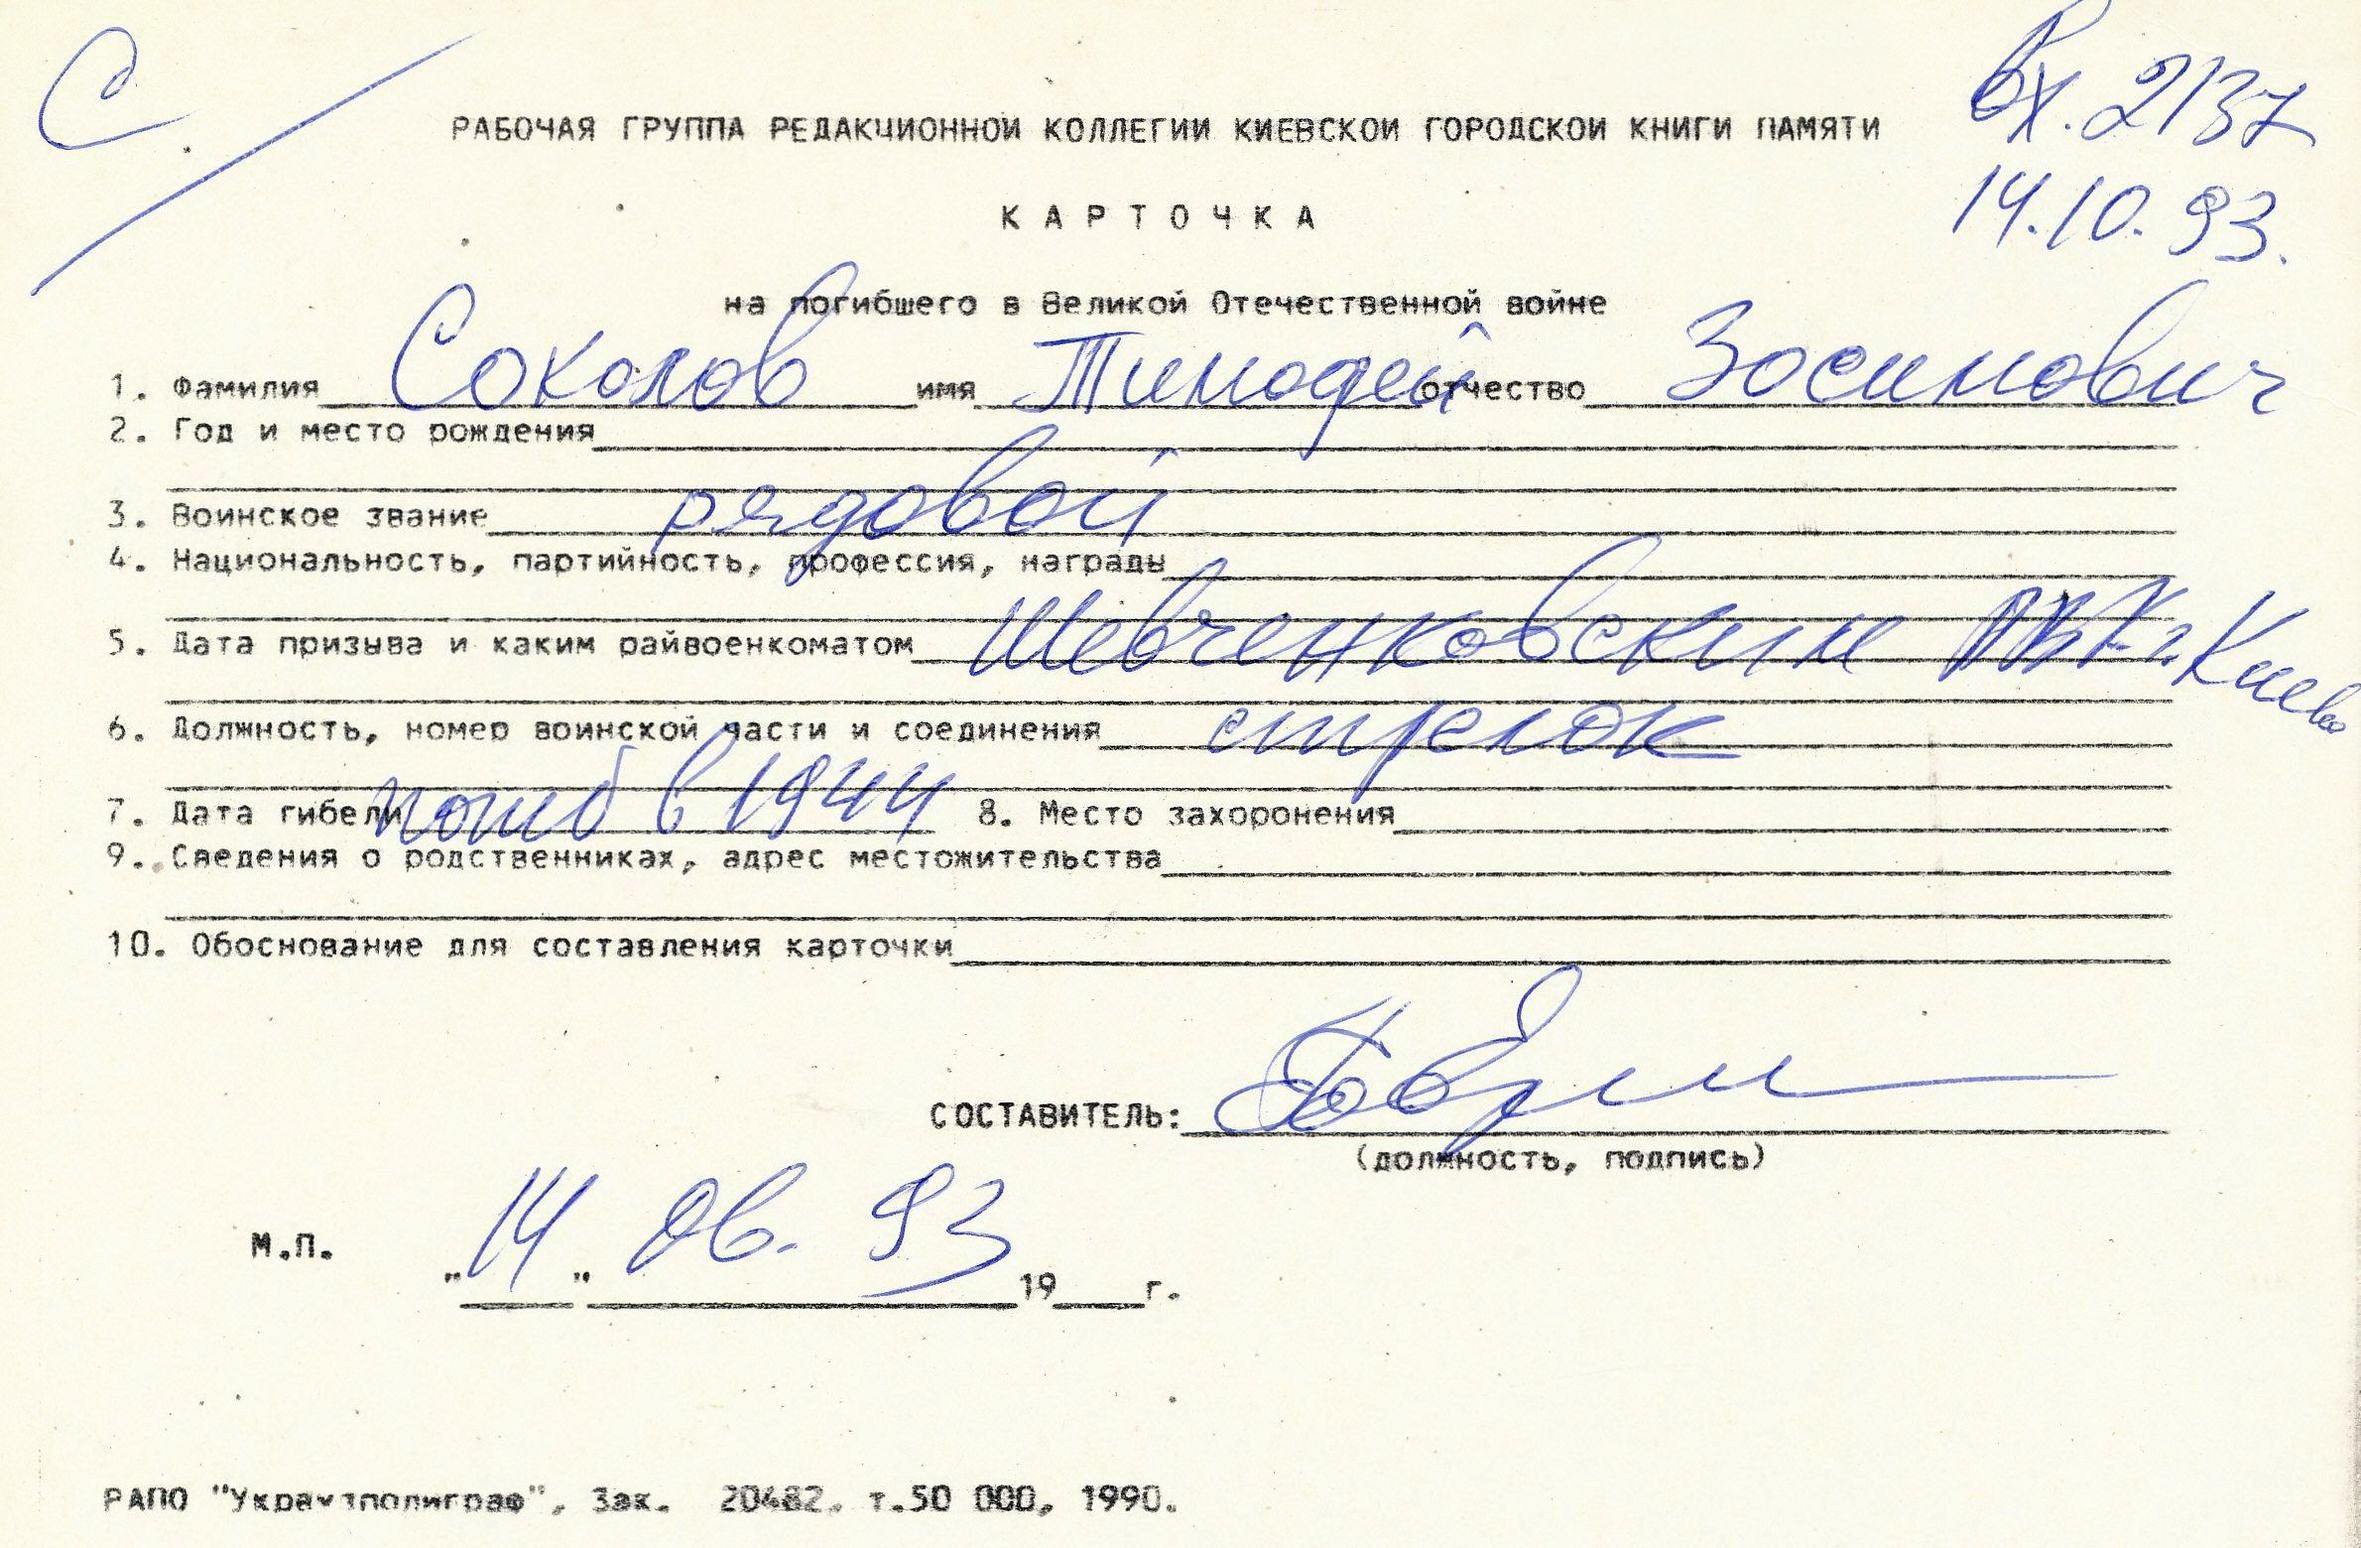 С. Вх. 2137
14.10.93.
РАБОЧАЯ ГРУППА РЕДАКЦИОННОЙ КОЛЛЕГИИ КИЕВСКОЙ ГОРОДСКОЙ КНИГИ ПАМЯТИ
КАРТОЧКА
на погибшего в Великой Отечественной войне
1. Фамилия Соколов имя Тимофей отчество Зосимович
2. Год и место рождения
3. Воинское звание рядовой
4. Национальность, партийность, профессия, награды
5. Дата призыва и каким райвоенкоматом Шевченковским РВК г. Киева
6. Должность, номер воинской части и соединения стрелок
7. Дата гибели погиб в 1944 8. Место захоронения
9. Сведения о родственниках, адрес местожительства
10. Обоснование для составления карточки
СОСТАВИТЕЛЬ:
(должность, подпись)
М.П.
"14" 06. 93 19 г.
РАПО "Укрвузполиграф", Зак. 20482. т.50 000, 1990.